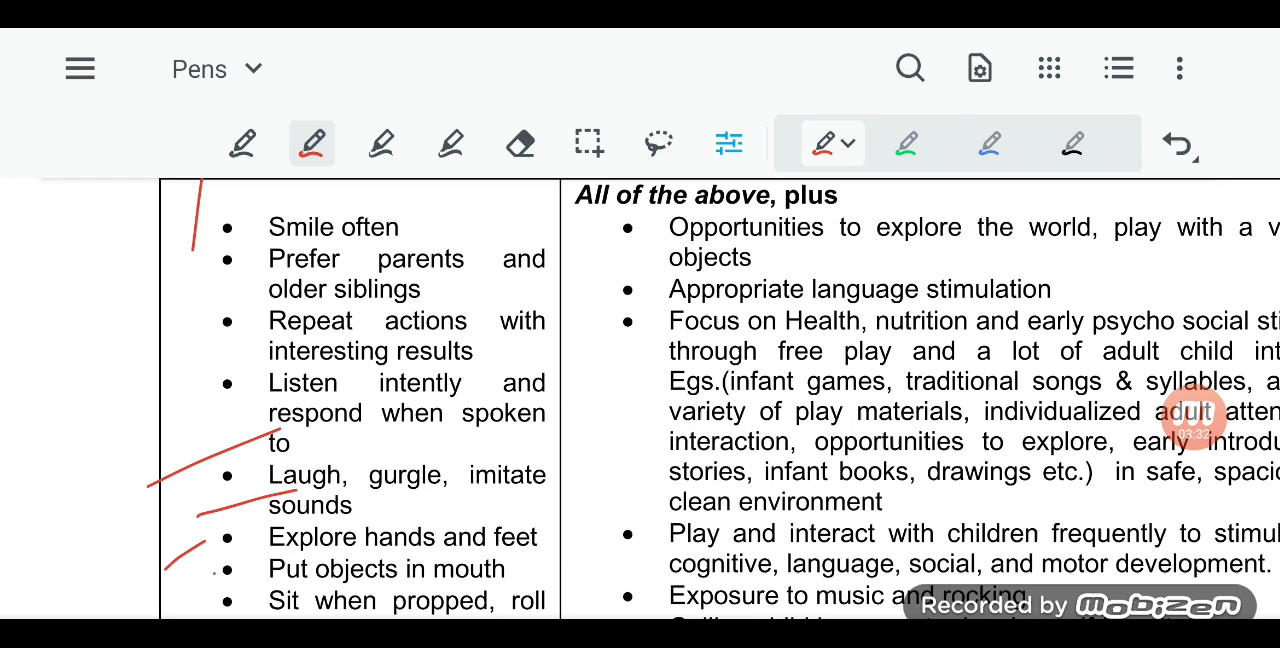 Pens
All of the above, plus
• Smile often
• Prefer parents and
older siblings
• Repeat actions with
interesting results
• Listen intently and
respond when spoken
to
• Laugh, gurgle, imitate
sounds
• Explore hands and feet
• Put objects in mouth
• Sit when propped, roll
• Opportunities to explore the world, play with a v
objects
• Appropriate language stimulation
• Focus on Health, nutrition and early psycho social sti
through free play and a lot of adult child int
Egs.(infant games, traditional songs & syllables, a
variety of play materials, individualized adult atten
interaction, opportunities to explore, early introdu
stories, infant books, drawings etc.) in safe, spaci
clean environment
• Play and interact with children frequently to stimul
cognitive, language, social, and motor development.
• Exposure to music and rocking
03:32
Recorded by mobizen